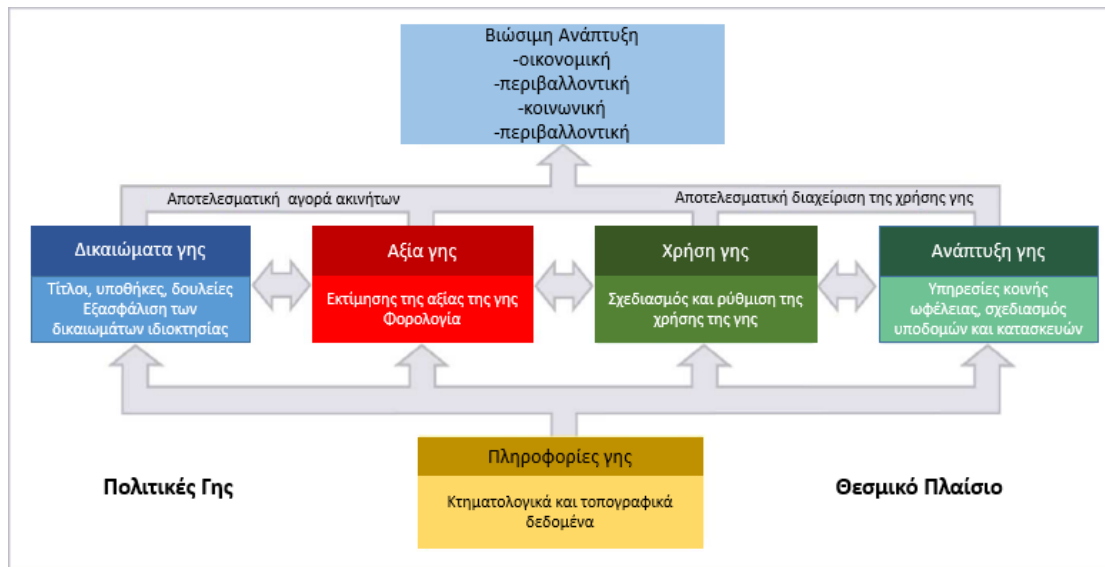 Βιώσιμη Ανάπτυξη
-οικονομική
-περιβαλλοντική
-κοινωνική
-περιβαλλοντική
Αποτελεσματική αγορά ακινήτων
Αποτελεσματική διαχείριση της χρήσης γης
Δικαιώματα γης
Τίτλοι, υποθήκες, δουλείες
Εξασφάλιση των
δικαιωμάτων ιδιοκτησίας
Αξία γης
Εκτίμησης της αξίας της γης
Φορολογία
Χρήση γης
Σχεδιασμός και ρύθμιση της
χρήσης της γης
Ανάπτυξη γης
Υπηρεσίες κοινής
ωφέλειας, σχεδιασμός
υποδομών και κατασκευών
Πληροφορίες γης
Κτηματολογικά και τοπογραφικά
δεδομένα
Πολιτικές Γης
Θεσμικό Πλαίσιο